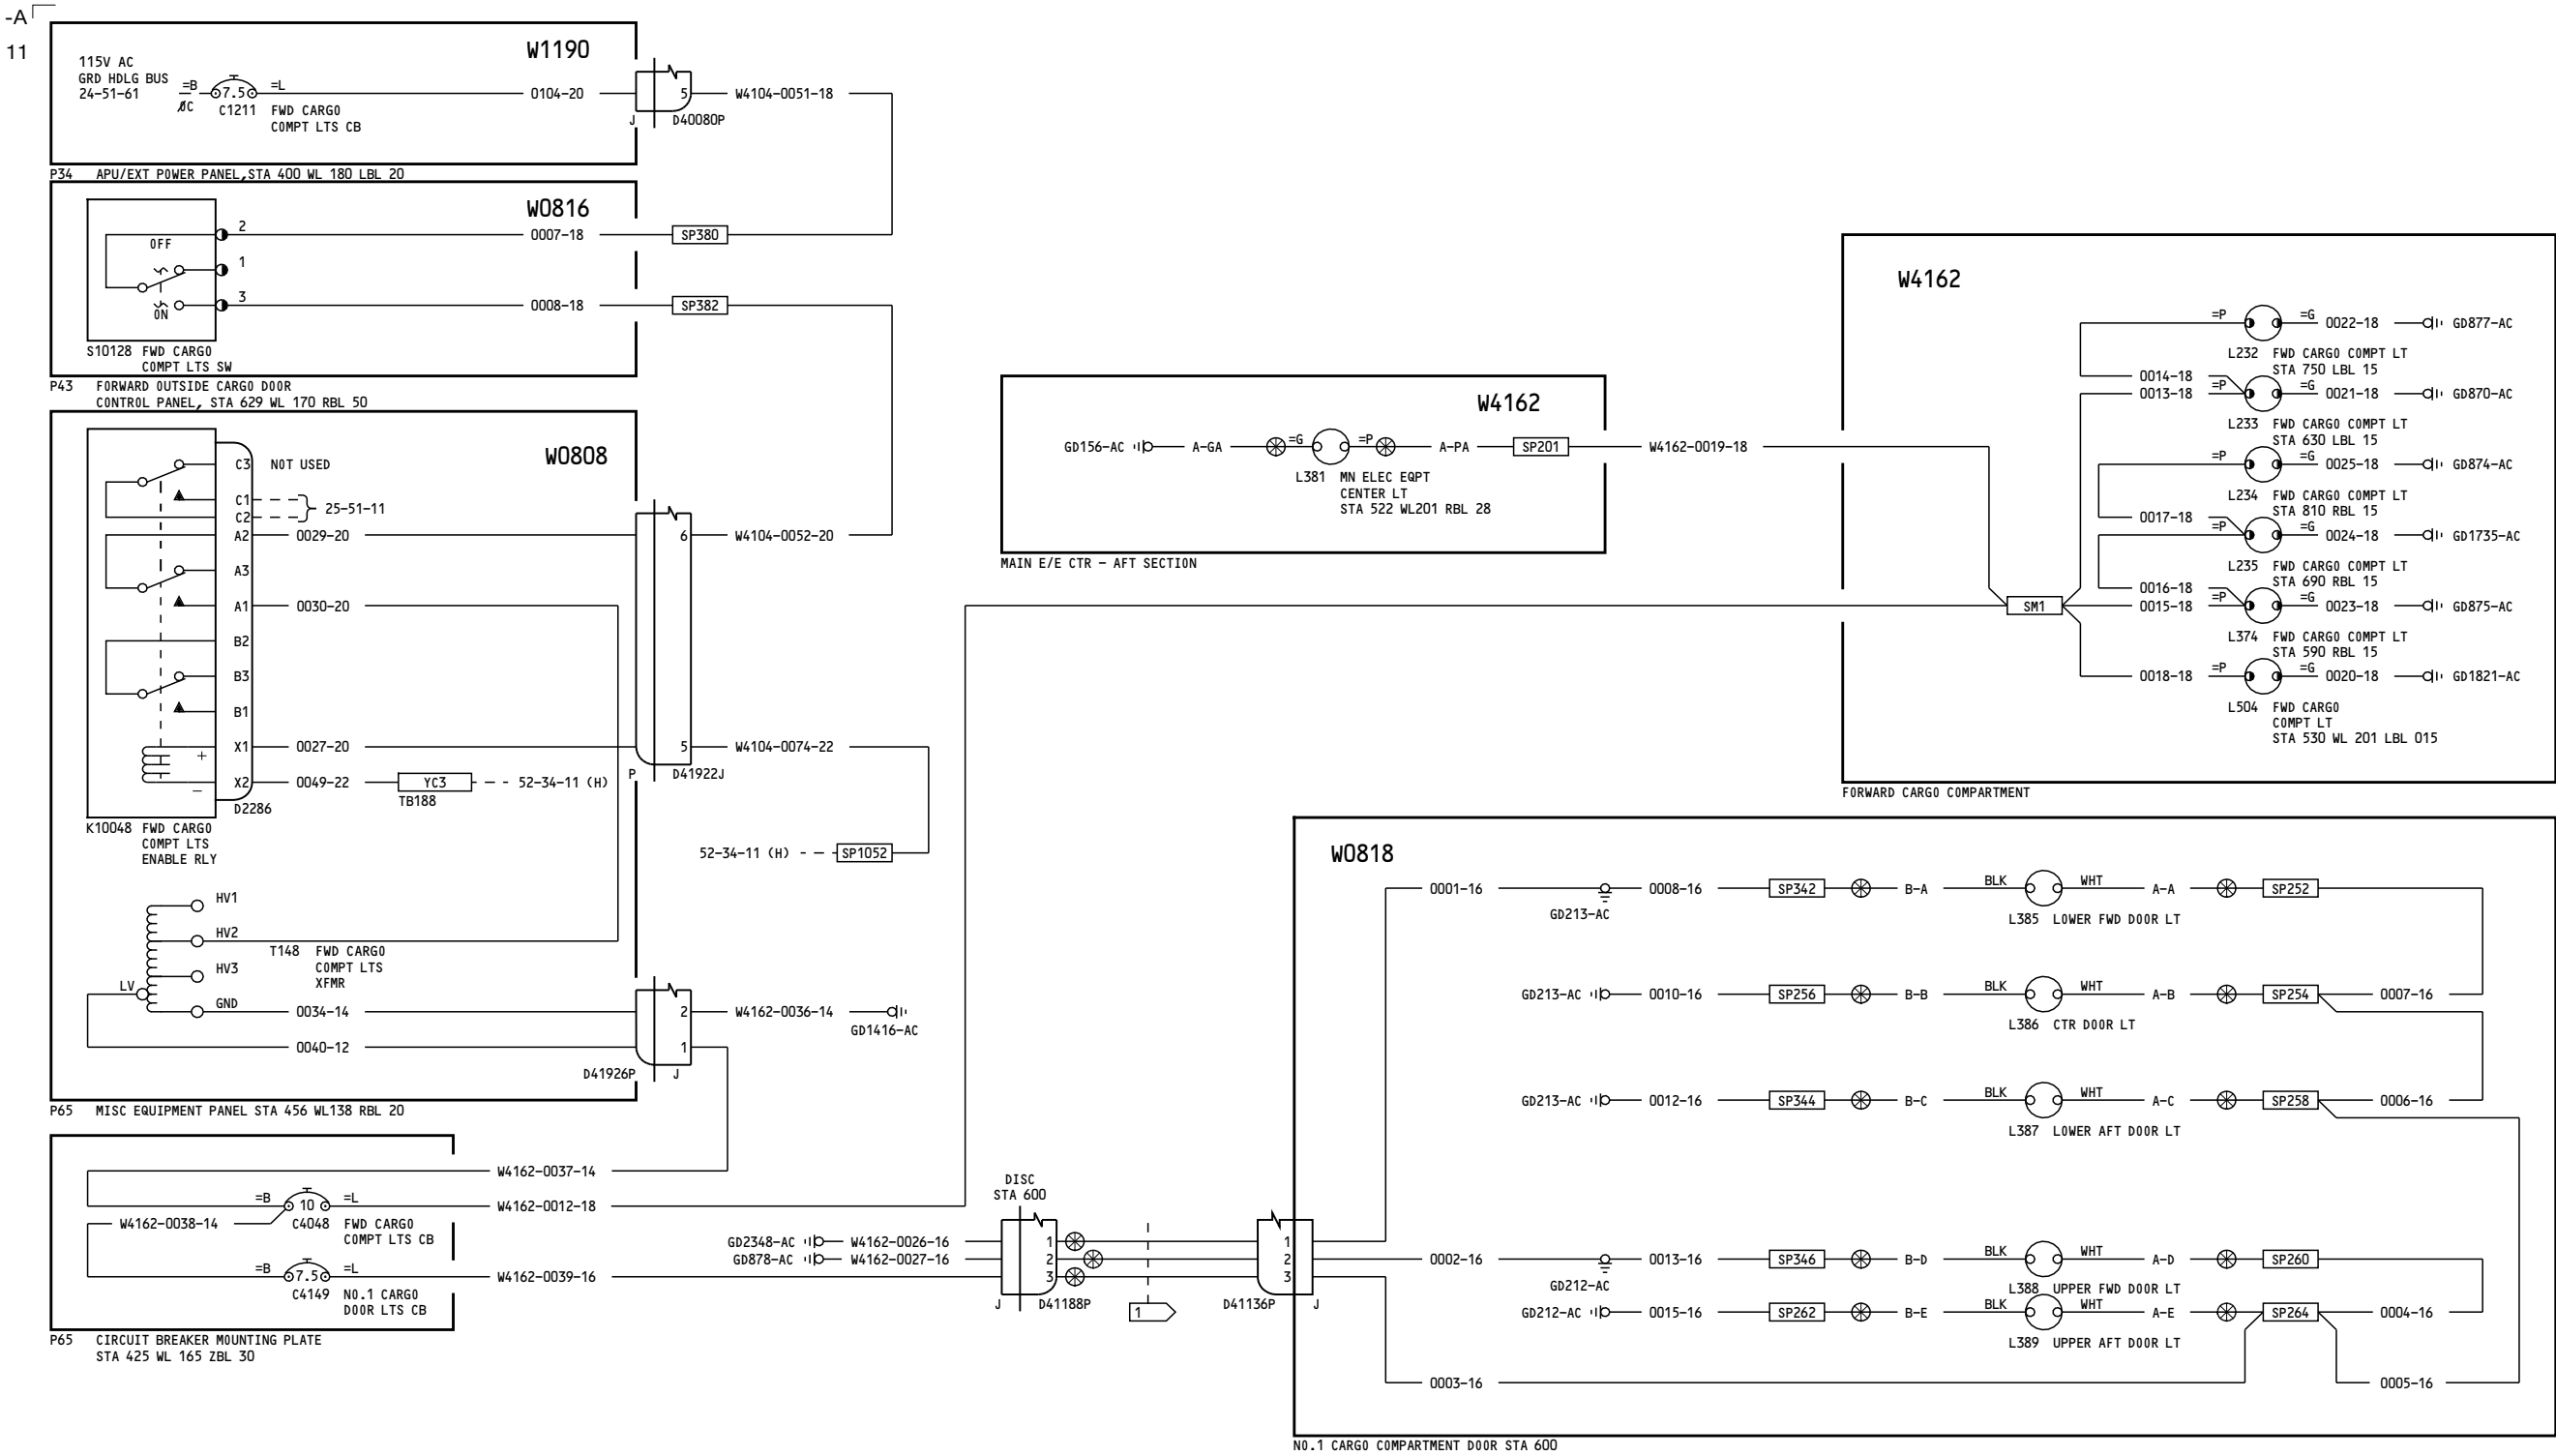 -A
11
W1190
115V AC
GRD HDLG BUS
24-51-61
=B
ØC
7.5
=L
C1211 FWD CARGO
COMPT LTS CB
0104-20
5
J D40080P
W4104-0051-18
P34 APU/EXT POWER PANEL,STA 400 WL 180 LBL 20
W0816
OFF
2
0007-18
SP380
1
3
ON
0008-18
SP382
S10128 FWD CARGO
COMPT LTS SW
P43 FORWARD OUTSIDE CARGO DOOR
CONTROL PANEL, STA 629 WL 170 RBL 50
W0808
C3 NOT USED
C1
C2
25-51-11
A2 0029-20
6 W4104-0052-20
A3
A1 0030-20
B2
B3
B1
X1 0027-20
+
5 W4104-0074-22
X2 0049-22 YC3 52-34-11 (H)
–
TB188
P D41922J
D2286
K10048 FWD CARGO
COMPT LTS
ENABLE RLY
52-34-11 (H) SP1052
HV1
HV2
T148 FWD CARGO
COMPT LTS
XFMR
HV3
LV
GND 0034-14
2 W4162-0036-14
GD1416-AC
0040-12
1
D41926P J
P65 MISC EQUIPMENT PANEL STA 456 WL138 RBL 20
W4162-0037-14
=B 10 =L W4162-0012-18
W4162-0038-14
C4048 FWD CARGO
COMPT LTS CB
=B 7.5 =L W4162-0039-16
C4149 NO.1 CARGO
DOOR LTS CB
P65 CIRCUIT BREAKER MOUNTING PLATE
STA 425 WL 165 ZBL 30
W4162
GD156-AC A-GA =G =P A-PA SP201 W4162-0019-18
L381 MN ELEC EQPT
CENTER LT
STA 522 WL201 RBL 28
MAIN E/E CTR – AFT SECTION
W4162
=P =G 0022-18 GD877-AC
L232 FWD CARGO COMPT LT
STA 750 LBL 15
0014-18
0013-18 =P =G 0021-18 GD870-AC
L233 FWD CARGO COMPT LT
STA 630 LBL 15
=P =G 0025-18 GD874-AC
L234 FWD CARGO COMPT LT
STA 810 RBL 15
0017-18
=P =G 0024-18 GD1735-AC
L235 FWD CARGO COMPT LT
STA 690 RBL 15
0016-18
SM1 0015-18 =P =G 0023-18 GD875-AC
L374 FWD CARGO COMPT LT
STA 590 RBL 15
0018-18 =P =G 0020-18 GD1821-AC
L504 FWD CARGO
COMPT LT
STA 530 WL 201 LBL 015
FORWARD CARGO COMPARTMENT
DISC
STA 600
GD2348-AC W4162-0026-16 1
GD878-AC W4162-0027-16 2
3
J D41188P
1
1
2
3
D41136P J
W0818
0001-16 GD213-AC 0008-16 SP342 B-A BLK WHT A-A SP252
L385 LOWER FWD DOOR LT
GD213-AC 0010-16 SP256 B-B BLK WHT A-B SP254 0007-16
L386 CTR DOOR LT
GD213-AC 0012-16 SP344 B-C BLK WHT A-C SP258 0006-16
L387 LOWER AFT DOOR LT
0002-16 GD212-AC 0013-16 SP346 B-D BLK WHT A-D SP260
L388 UPPER FWD DOOR LT
GD212-AC 0015-16 SP262 B-E BLK WHT A-E SP264 0004-16
L389 UPPER AFT DOOR LT
0003-16 0005-16
NO.1 CARGO COMPARTMENT DOOR STA 600